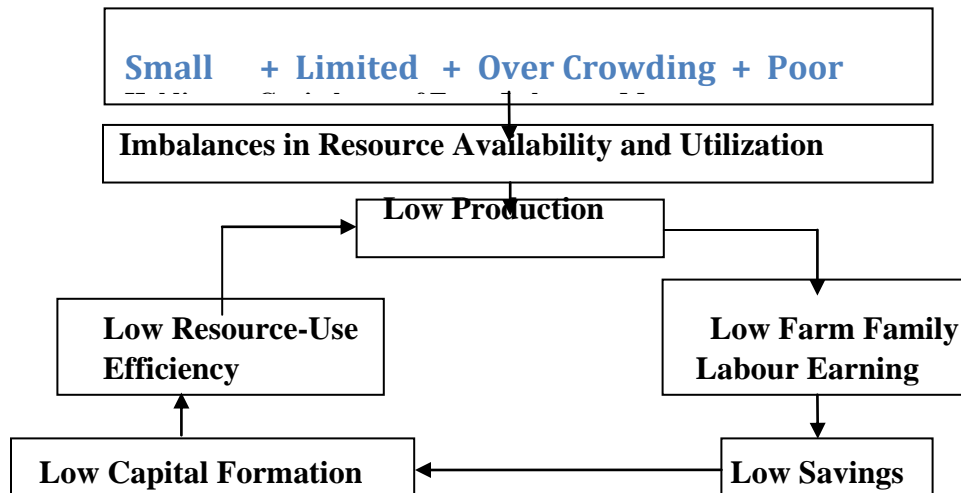 Small + Limited + Over Crowding + Poor
Imbalances in Resource Availability and Utilization
Low Production
Low Resource-Use
Efficiency
Low Farm Family
Labour Earning
Low Capital Formation
Low Savings